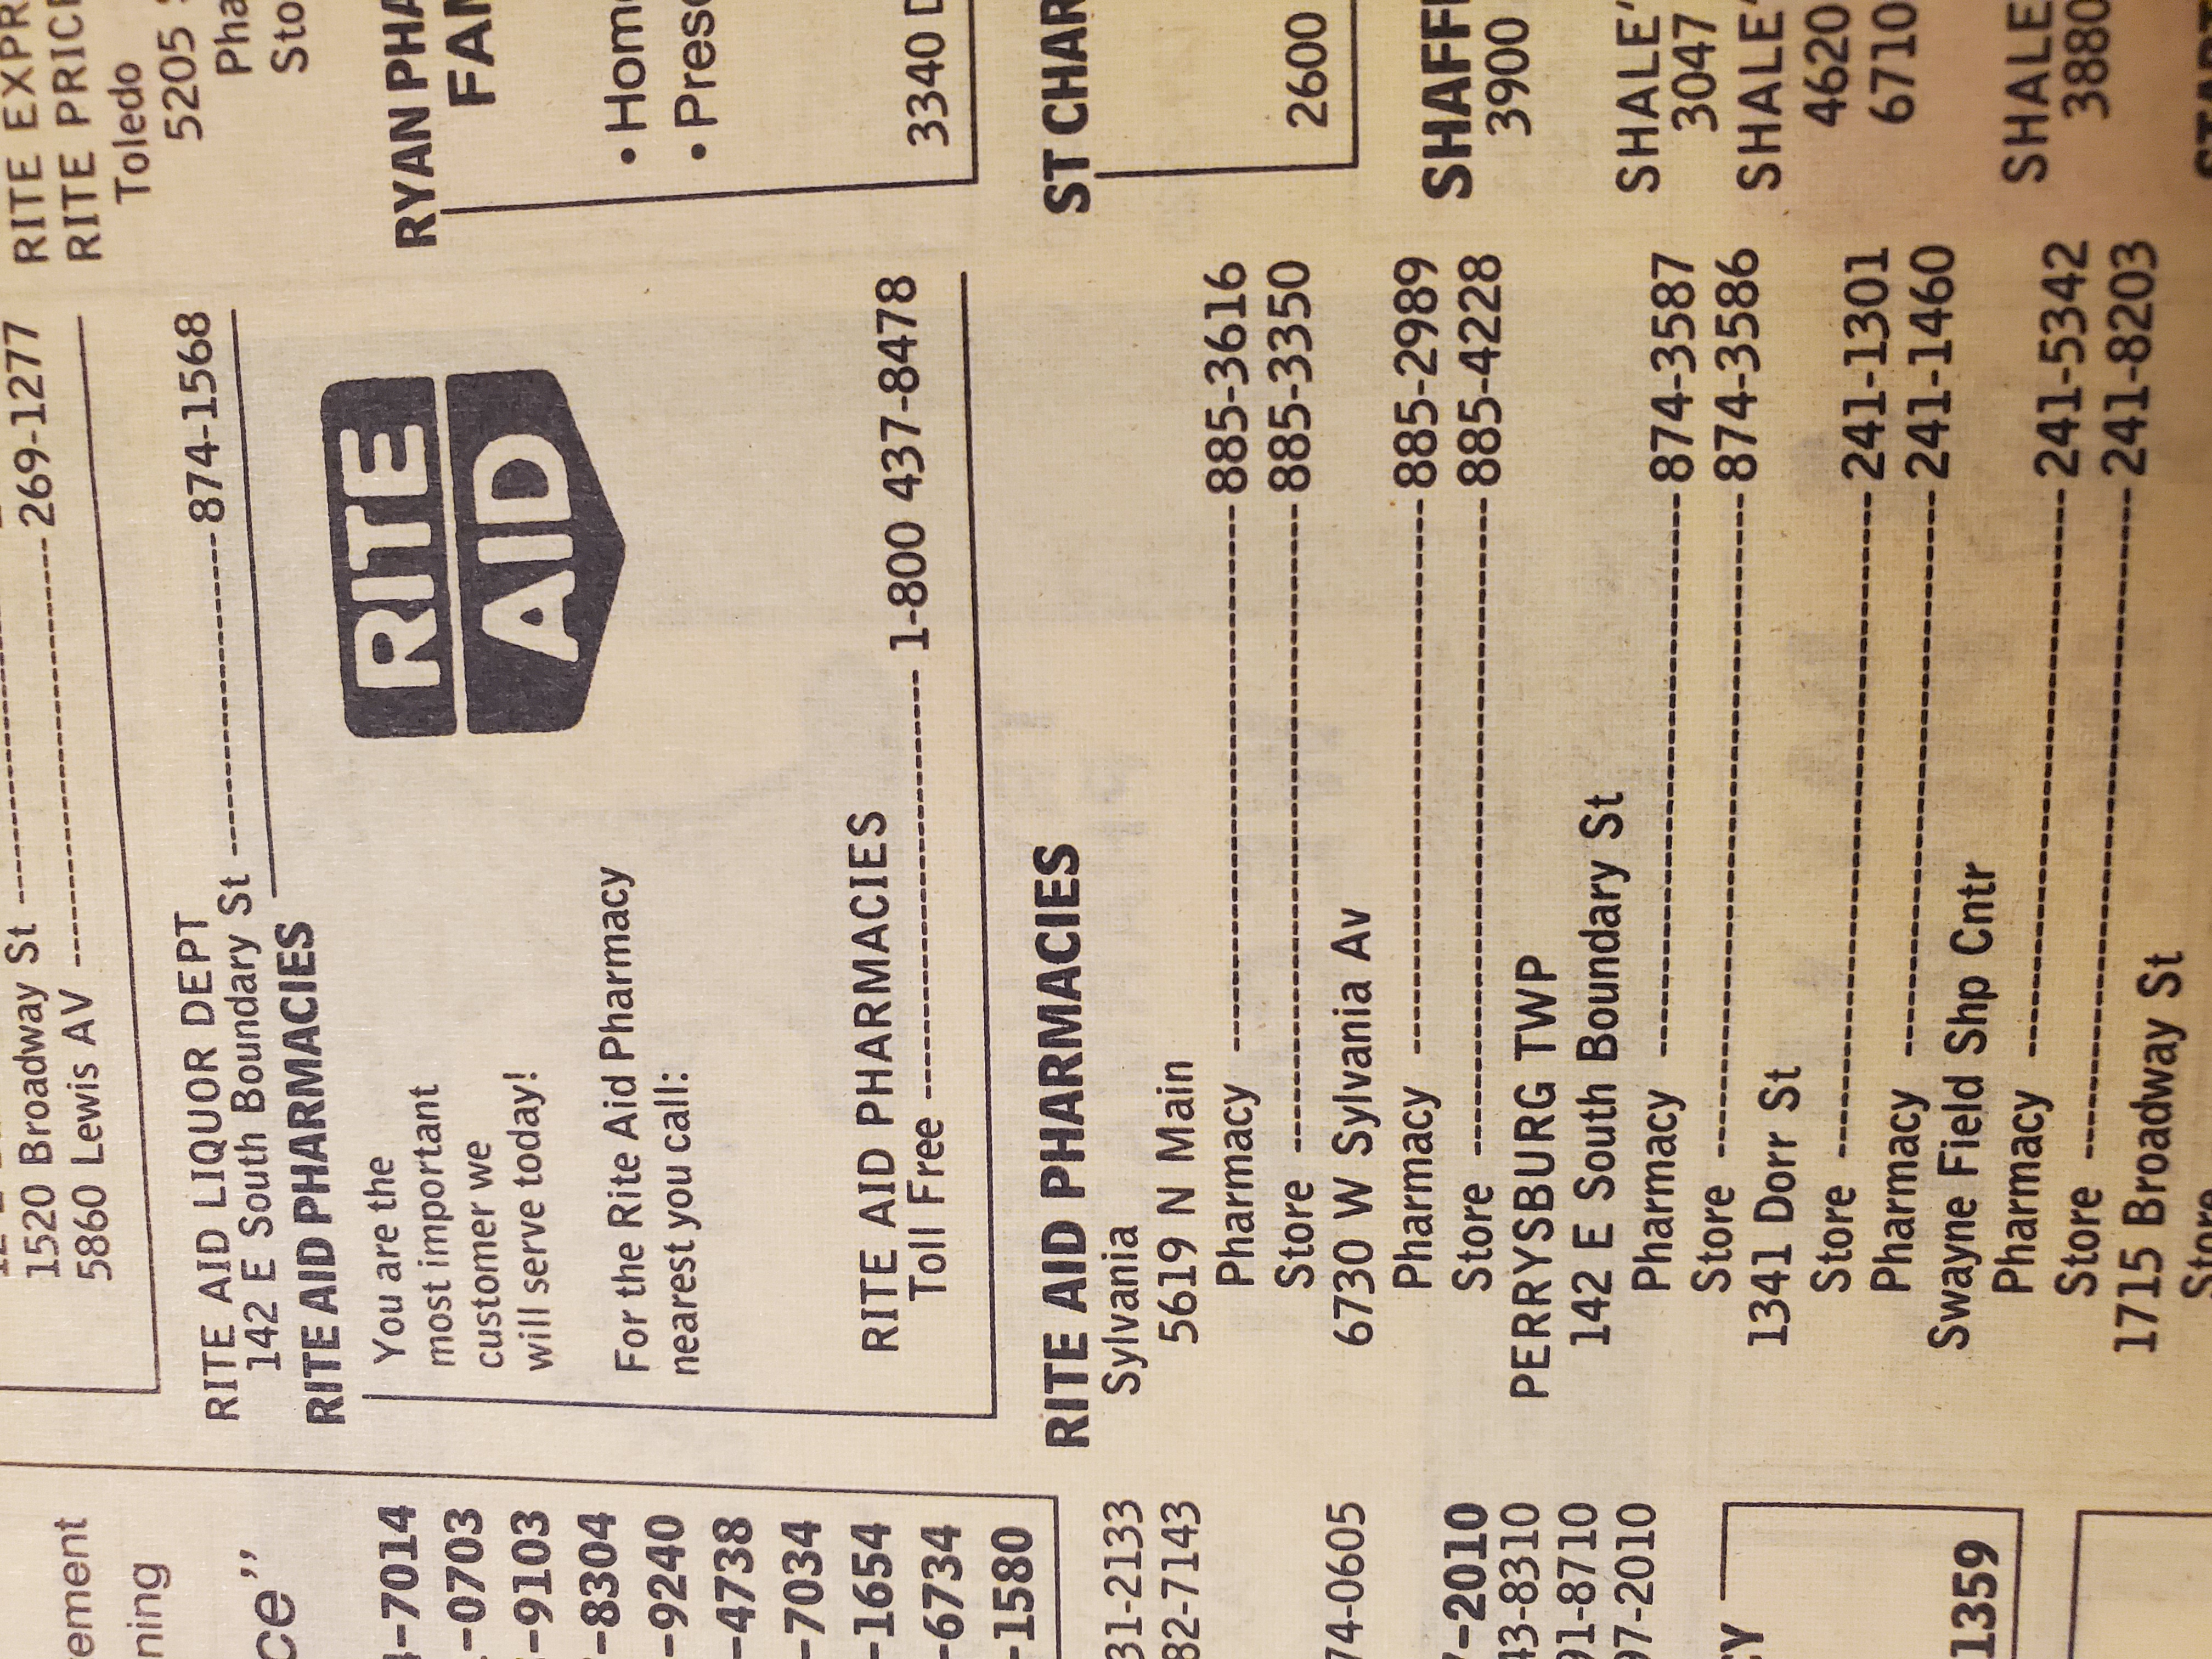 ement
ning
ce”
-7014
-0703
-9103
-8304
-9240
-4738
-7034
-1654
-6734
-1580
31-2133
82-7143
74-0605
-2010
43-8310
91-8710
97-2010
Y
1359
1520 Broadway St
5860 Lewis AV 269-1277
RITE AID LIQUOR DEPT
142 E South Boundary St 874-1568
RITE AID PHARMACIES
You are the
most important
customer we
will serve today!
RITE
AID
For the Rite Aid Pharmacy
nearest you call:
RITE AID PHARMACIES
Toll Free 1-800 437-8478
RITE AID PHARMACIES
Sylvania
5619 N Main
Pharmacy 885-3616
Store 885-3350
6730 W Sylvania Av
Pharmacy 885-2989
Store 885-4228
PERRYSBURG TWP
142 E South Boundary St
Pharmacy 874-3587
Store 874-3586
1341 Dorr St
Store 241-1301
Pharmacy 241-1460
Swayne Field Shp Cntr
Pharmacy 241-5342
Store 241-8203
1715 Broadway St
Store
RITE EXPR
RITE PRICE
Toledo
5205
Pha
Sto
RYAN PHA
FAM
• Home
• Presc
3340 D
ST CHAR
2600
SHAFF
3900
SHALE'
3047
SHALE'
4620
6710
SHALE
3880